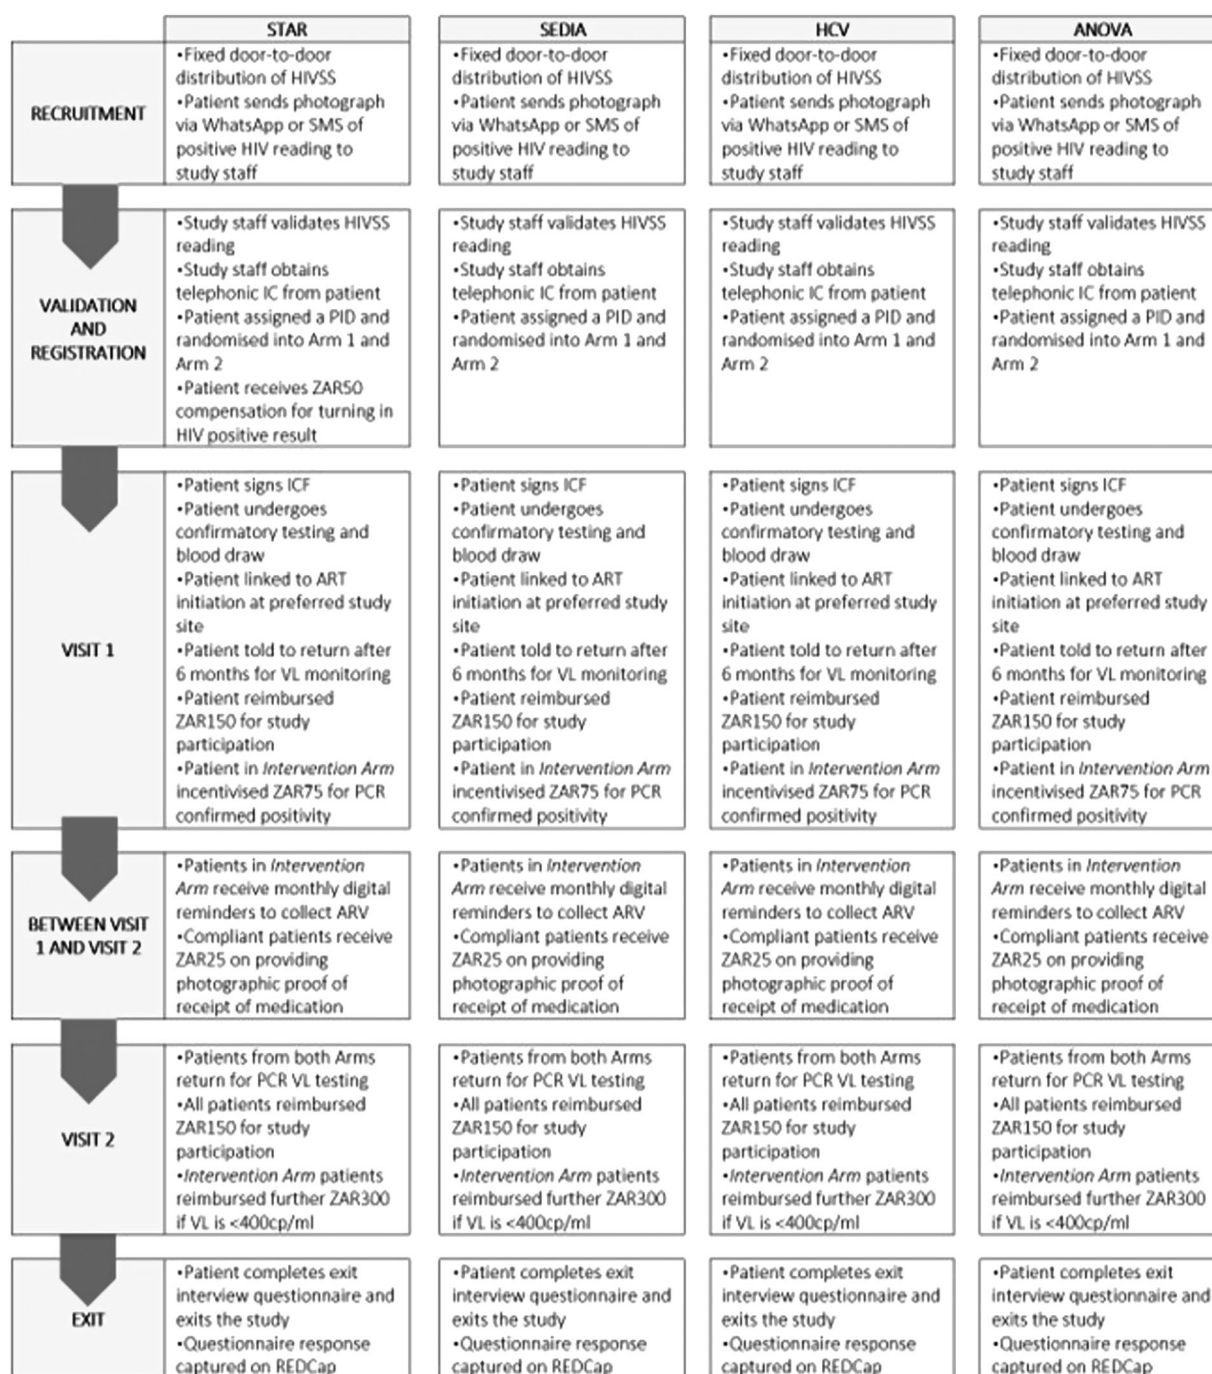 STAR
SEDIA
HCV
ANOVA
RECRUITMENT
•Fixed door-to-door
distribution of HIVSS
•Patient sends photograph
via WhatsApp or SMS of
positive HIV reading to
study staff
•Fixed door-to-door
distribution of HIVSS
•Patient sends photograph
via WhatsApp or SMS of
positive HIV reading to
study staff
•Fixed door-to-door
distribution of HIVSS
•Patient sends photograph
via WhatsApp or SMS of
positive HIV reading to
study staff
•Fixed door-to-door
distribution of HIVSS
•Patient sends photograph
via WhatsApp or SMS of
positive HIV reading to
study staff
VALIDATION
AND
REGISTRATION
•Study staff validates HIVSS
reading
•Study staff obtains
telephonic IC from patient
•Patient assigned a PID and
randomised into Arm 1 and
Arm 2
•Patient receives ZAR50
compensation for turning in
HIV positive result
•Study staff validates HIVSS
reading
•Study staff obtains
telephonic IC from patient
•Patient assigned a PID and
randomised into Arm 1 and
Arm 2
•Study staff validates HIVSS
reading
•Study staff obtains
telephonic IC from patient
•Patient assigned a PID and
randomised into Arm 1 and
Arm 2
•Study staff validates HIVSS
reading
•Study staff obtains
telephonic IC from patient
•Patient assigned a PID and
randomised into Arm 1 and
Arm 2
VISIT 1
•Patient signs ICF
•Patient undergoes
confirmatory testing and
blood draw
•Patient linked to ART
initiation at preferred study
site
•Patient told to return after
6 months for VL monitoring
•Patient reimbursed
ZAR150 for study
participation
•Patient in Intervention Arm
incentivised ZAR75 for PCR
confirmed positivity
•Patient signs ICF
•Patient undergoes
confirmatory testing and
blood draw
•Patient linked to ART
initiation at preferred study
site
•Patient told to return after
6 months for VL monitoring
•Patient reimbursed
ZAR150 for study
participation
•Patient in Intervention Arm
incentivised ZAR75 for PCR
confirmed positivity
•Patient signs ICF
•Patient undergoes
confirmatory testing and
blood draw
•Patient linked to ART
initiation at preferred study
site
•Patient told to return after
6 months for VL monitoring
•Patient reimbursed
ZAR150 for study
participation
•Patient in Intervention Arm
incentivised ZAR75 for PCR
confirmed positivity
•Patient signs ICF
•Patient undergoes
confirmatory testing and
blood draw
•Patient linked to ART
initiation at preferred study
site
•Patient told to return after
6 months for VL monitoring
•Patient reimbursed
ZAR150 for study
participation
•Patient in Intervention Arm
incentivised ZAR75 for PCR
confirmed positivity
BETWEEN VISIT
1 AND VISIT 2
•Patients in Intervention
Arm receive monthly digital
reminders to collect ARV
•Compliant patients receive
ZAR25 on providing
photographic proof of
receipt of medication
•Patients in Intervention
Arm receive monthly digital
reminders to collect ARV
•Compliant patients receive
ZAR25 on providing
photographic proof of
receipt of medication
•Patients in Intervention
Arm receive monthly digital
reminders to collect ARV
•Compliant patients receive
ZAR25 on providing
photographic proof of
receipt of medication
•Patients in Intervention
Arm receive monthly digital
reminders to collect ARV
•Compliant patients receive
ZAR25 on providing
photographic proof of
receipt of medication
VISIT 2
•Patients from both Arms
return for PCR VL testing
•All patients reimbursed
ZAR150 for study
participation
•Intervention Arm patients
reimbursed further ZAR300
if VL is <400cp/ml
•Patients from both Arms
return for PCR VL testing
•All patients reimbursed
ZAR150 for study
participation
•Intervention Arm patients
reimbursed further ZAR300
if VL is <400cp/ml
•Patients from both Arms
return for PCR VL testing
•All patients reimbursed
ZAR150 for study
participation
•Intervention Arm patients
reimbursed further ZAR300
if VL is <400cp/ml
•Patients from both Arms
return for PCR VL testing
•All patients reimbursed
ZAR150 for study
participation
•Intervention Arm patients
reimbursed further ZAR300
if VL is <400cp/ml
EXIT
•Patient completes exit
interview questionnaire and
exits the study
•Questionnaire response
captured on REDCap
•Patient completes exit
interview questionnaire and
exits the study
•Questionnaire response
captured on REDCap
•Patient completes exit
interview questionnaire and
exits the study
•Questionnaire response
captured on REDCap
•Patient completes exit
interview questionnaire and
exits the study
•Questionnaire response
captured on REDCap